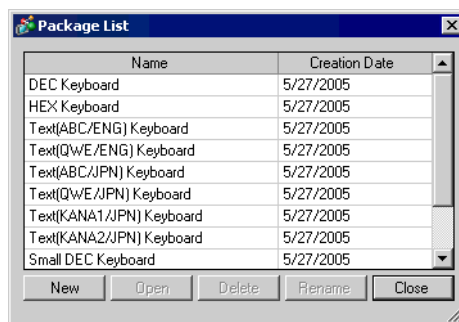 Package List
Name Creation Date
DEC Keyboard 5/27/2005
HEX Keyboard 5/27/2005
Text(ABC/ENG) Keyboard 5/27/2005
Text(QWE/ENG) Keyboard 5/27/2005
Text(ABC/JPN) Keyboard 5/27/2005
Text(QWE/JPN) Keyboard 5/27/2005
Text(KANA1/JPN) Keyboard 5/27/2005
Text(KANA2/JPN) Keyboard 5/27/2005
Small DEC Keyboard 5/27/2005
New Open Delete Rename Close